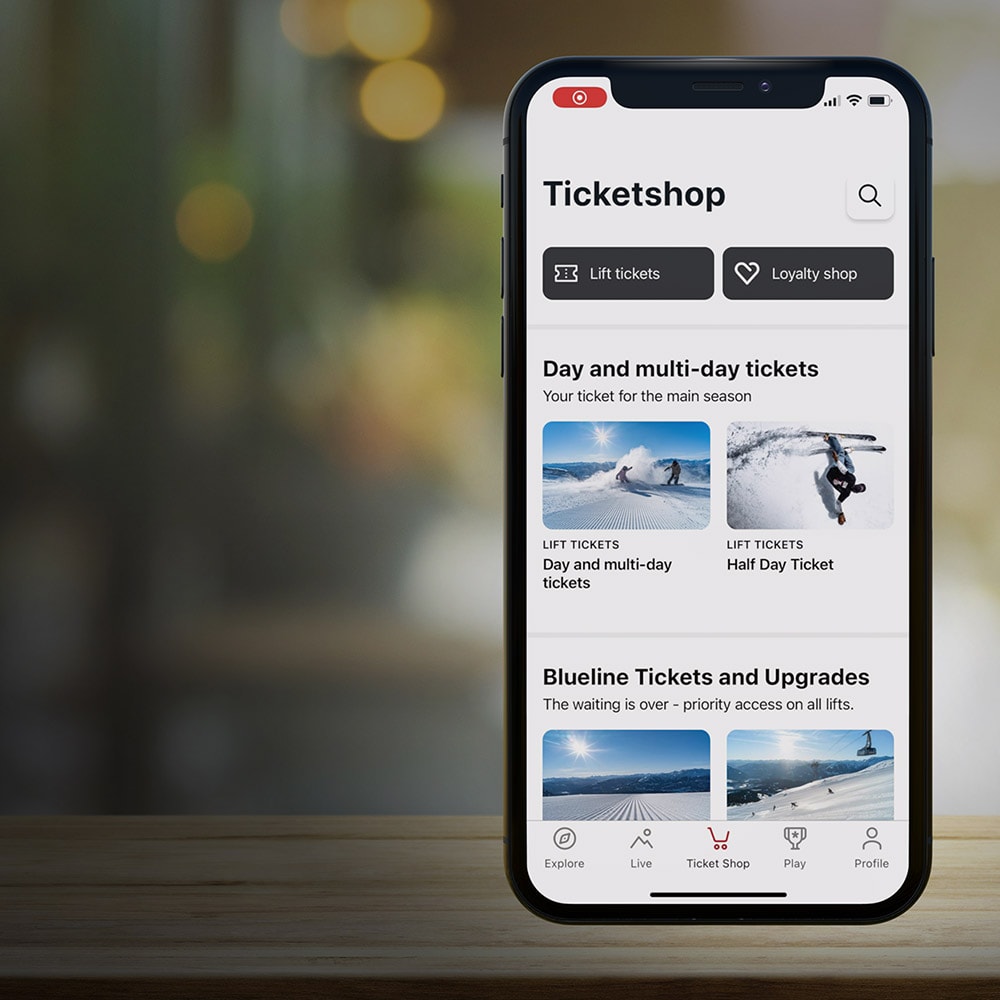 Ticketshop
Lift tickets
Loyalty shop
Day and multi-day tickets
Your ticket for the main season
LIFT TICKETS
Day and multi-day
tickets
LIFT TICKETS
Half Day Ticket
Blueline Tickets and Upgrades
The waiting is over - priority access on all lifts.
Explore
Live
Ticket Shop
Play
Profile